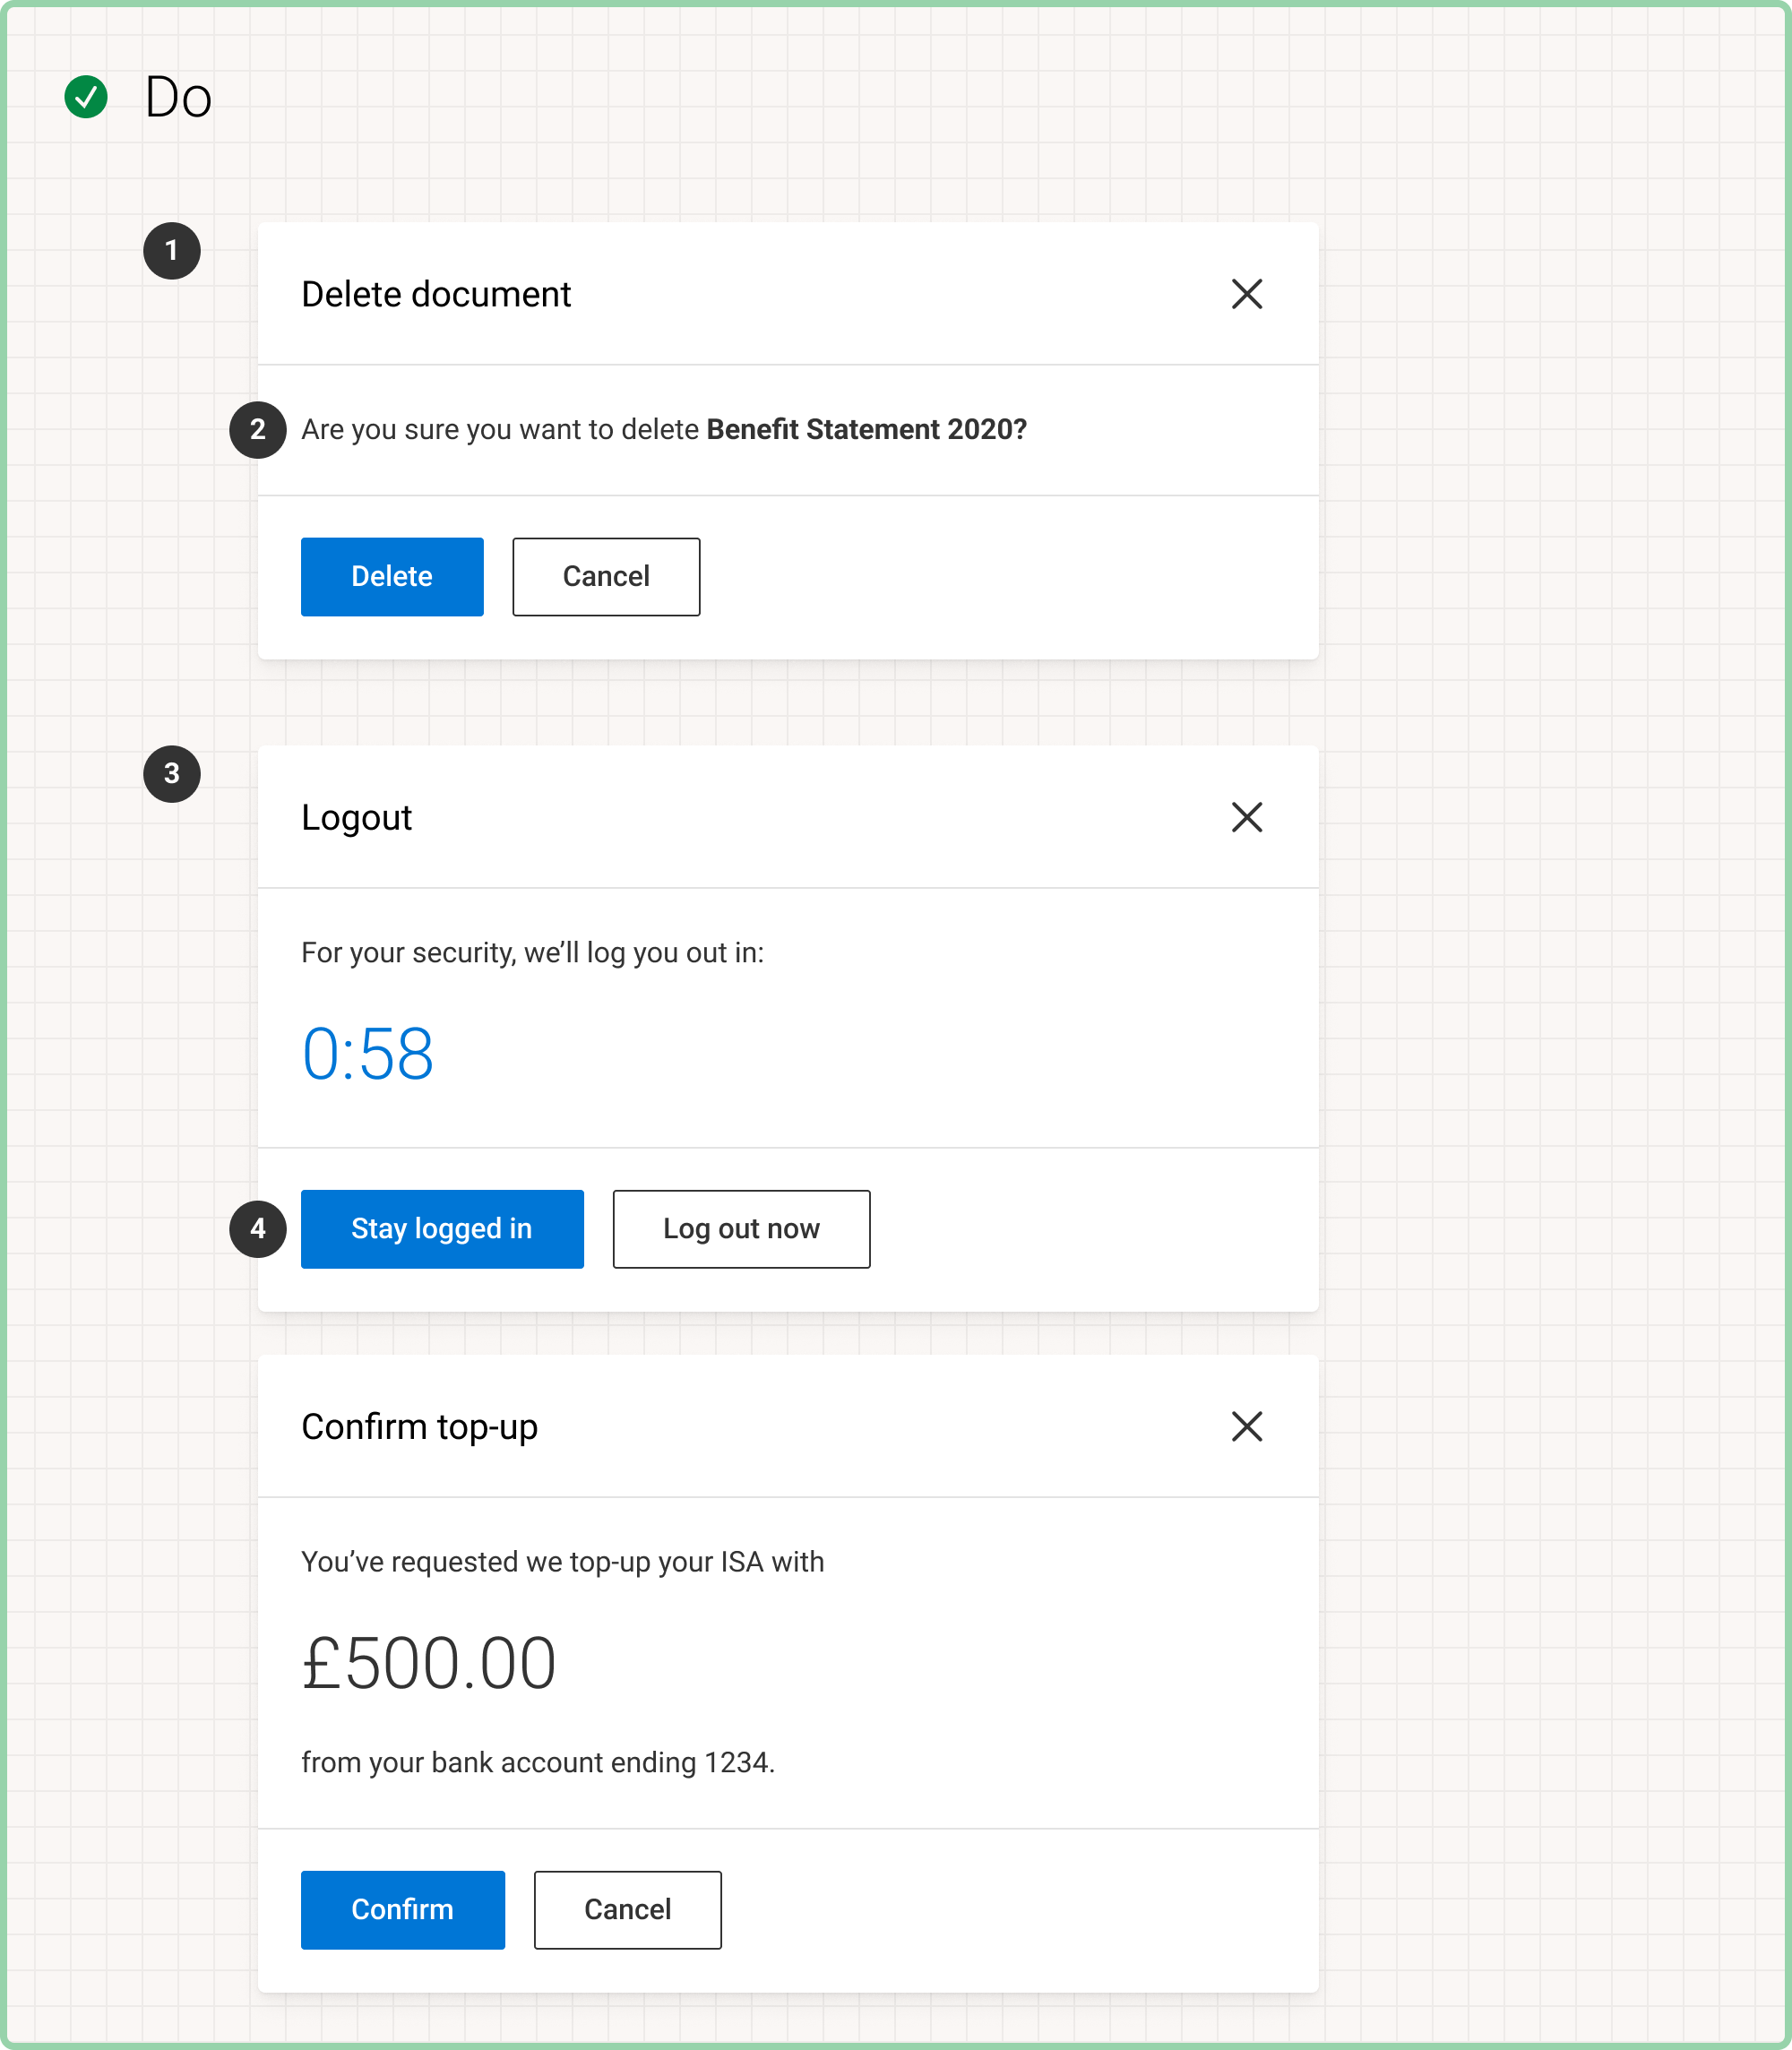 Do
1
Delete document
2
Are you sure you want to delete Benefit Statement 2020?
Delete
Cancel
3
Logout
For your security, we’ll log you out in:
0:58
4
Stay logged in
Log out now
Confirm top-up
You’ve requested we top-up your ISA with
£500.00
from your bank account ending 1234.
Confirm
Cancel